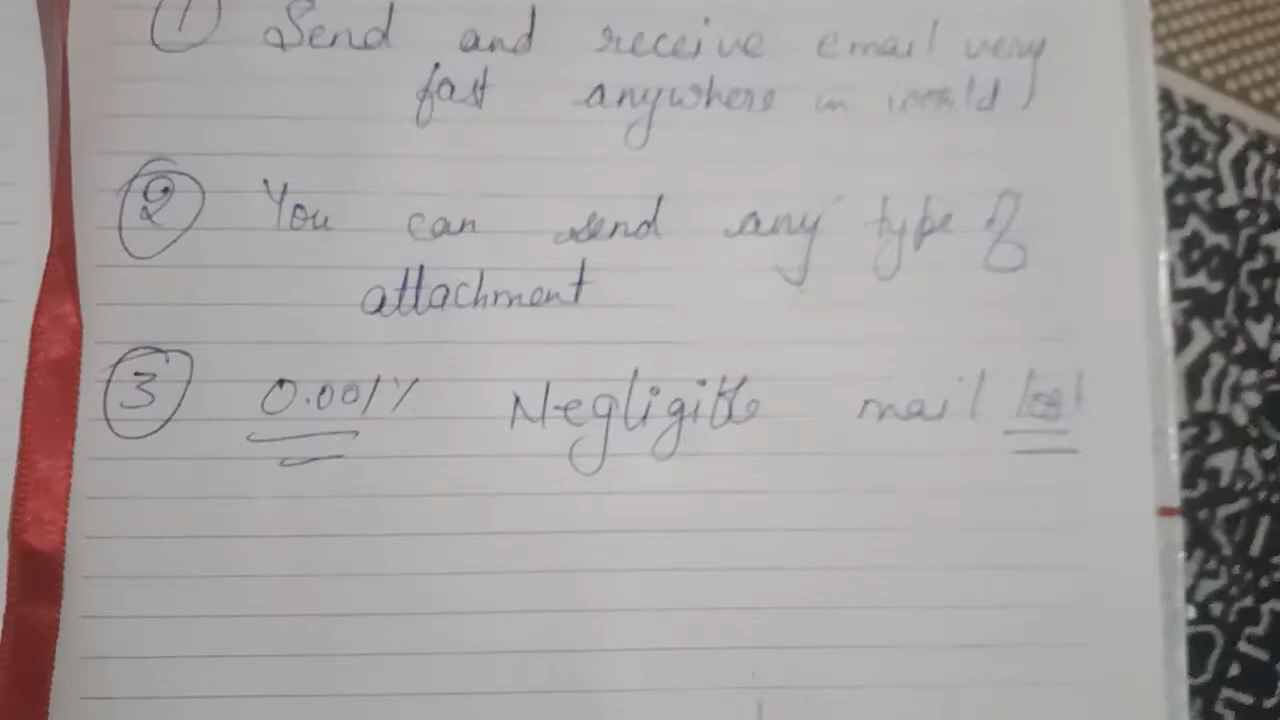 ① Send and receive email very
fast anywhere in world
② You can send any type of
attachment
③ 0.001% Negligible mail lost